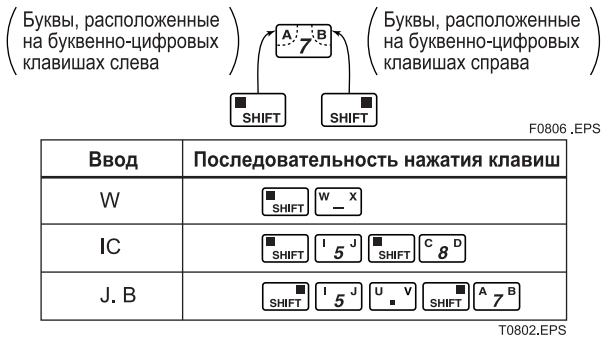 Буквы, расположенные
на буквенно-цифровых
клавишах слева
A 7 B
Буквы, расположенные
на буквенно-цифровых
клавишах справа
SHIFT SHIFT
F0806 .EPS
Ввод Последовательность нажатия клавиш
W SHIFT W _ X
IC SHIFT I 5 J SHIFT C 8 D
J. B SHIFT I 5 J U . V SHIFT A 7 B
T0802.EPS